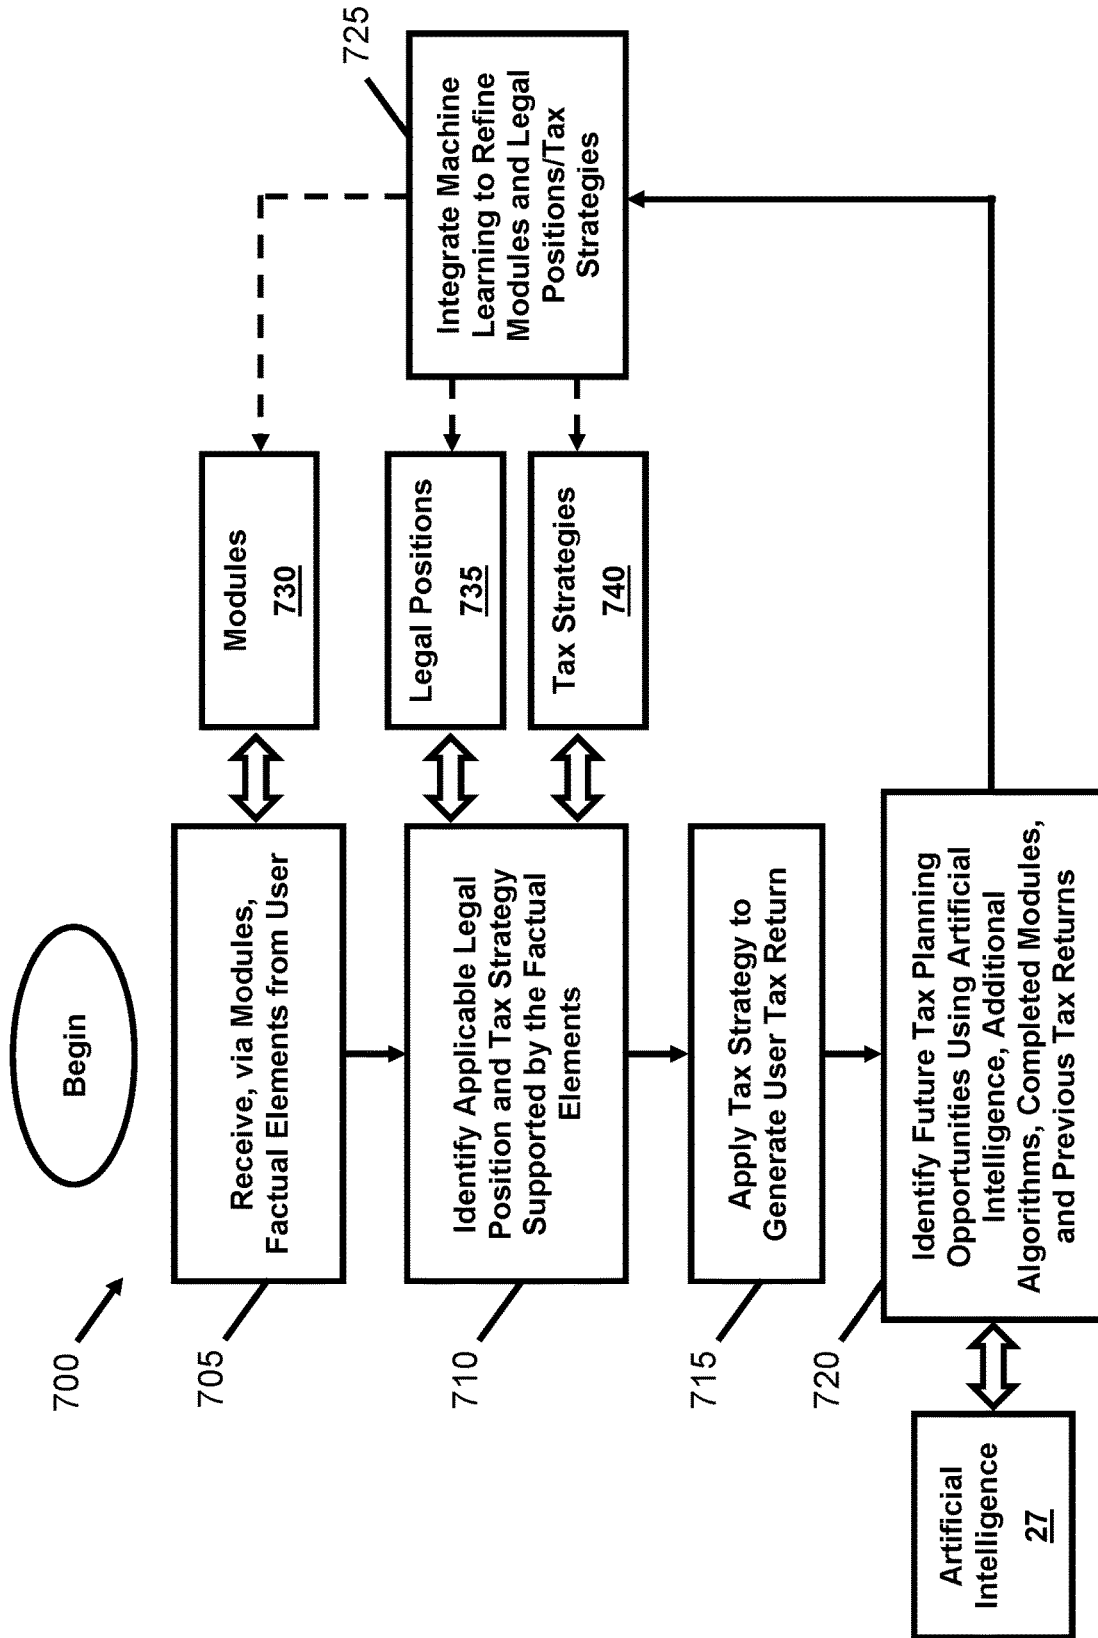 700
Begin
705
Receive, via Modules,
Factual Elements from User
Modules
730
710
Identify Applicable Legal
Position and Tax Strategy
Supported by the Factual
Elements
Legal Positions
735
Tax Strategies
740
725
Integrate Machine
Learning to Refine
Modules and Legal
Positions/Tax
Strategies
715
Apply Tax Strategy to
Generate User Tax Return
720
Identify Future Tax Planning
Opportunities Using Artificial
Intelligence, Additional
Algorithms, Completed Modules,
and Previous Tax Returns
Artificial
Intelligence
27